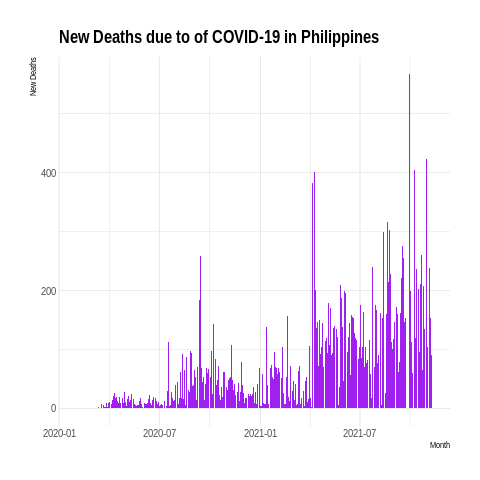 New Deaths due to of COVID-19 in Philippines
New Deaths
400
200
0
2020-01 2020-07 2021-01 2021-07
Month